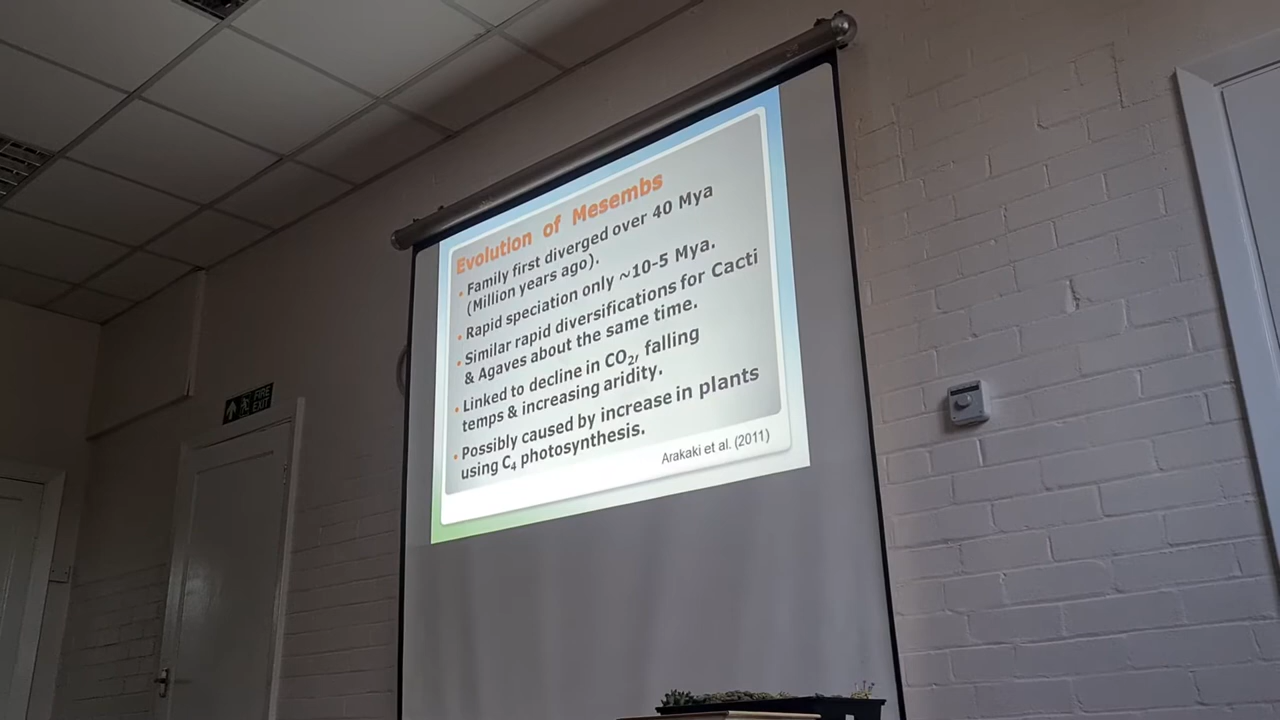 Evolution of Mesembs
• Family first diverged over 40 Mya
(Million years ago).
• Rapid speciation only ~10-5 Mya.
• Similar rapid diversifications for Cacti
& Agaves about the same time.
• Linked to decline in CO₂, falling
temps & increasing aridity.
• Possibly caused by increase in plants
using C₄ photosynthesis.
Arakaki et al. (2011)
FIRE
EXIT